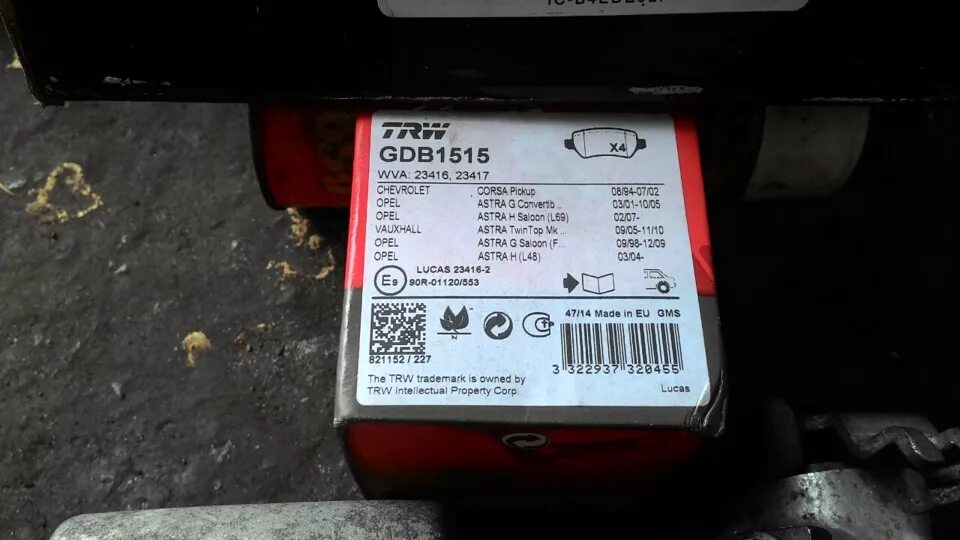 TRW
GDB1515
X4
WVA: 23416, 23417
CHEVROLET CORSA Pickup 08/94-07/02
OPEL ASTRA G Convertib... 03/01-10/05
OPEL ASTRA H Saloon (L69) 02/07-
VAUXHALL ASTRA TwinTop Mk ... 09/05-11/10
OPEL ASTRA G Saloon (F... 09/98-12/09
OPEL ASTRA H (L48) 03/04-
LUCAS 23416-2
E9 90R-01120/553
47/14 Made in EU GMS
821152 / 227
3 322937 320455
The TRW trademark is owned by
TRW Intellectual Property Corp.
Lucas